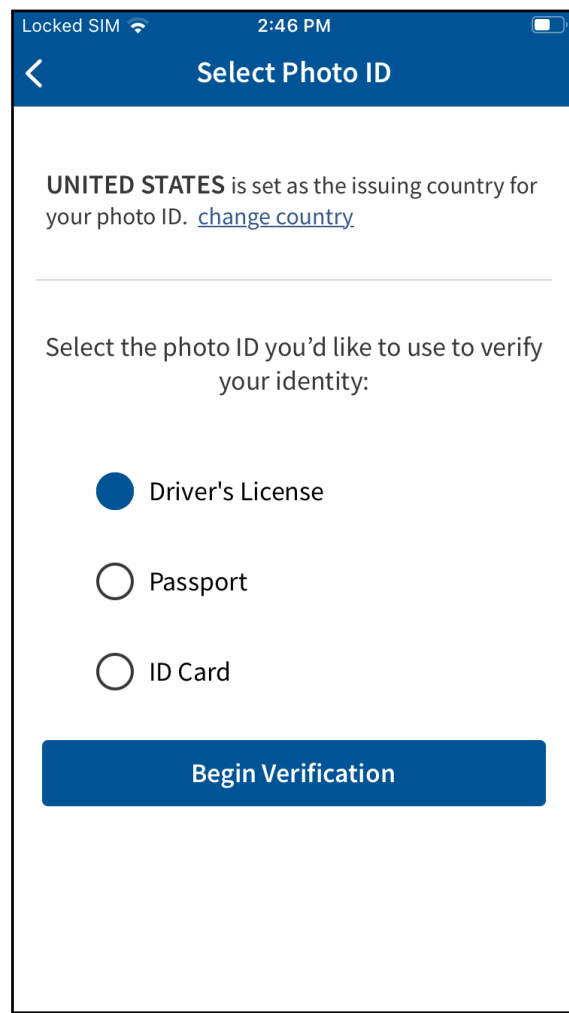 Locked SIM 2:46 PM
Select Photo ID
UNITED STATES is set as the issuing country for
your photo ID. change country
Select the photo ID you’d like to use to verify
your identity:
Driver's License
Passport
ID Card
Begin Verification